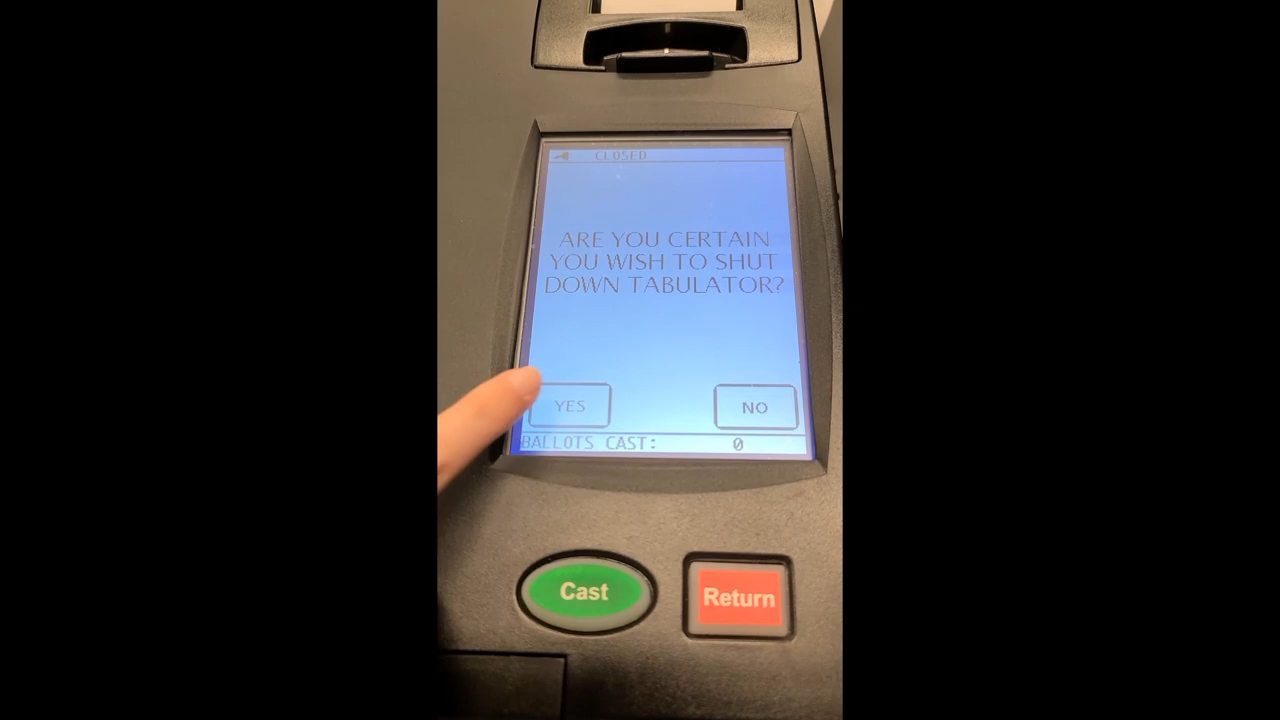 CLOSED
ARE YOU CERTAIN
YOU WISH TO SHUT
DOWN TABULATOR?
YES NO
BALLOTS CAST: 0
Cast Return